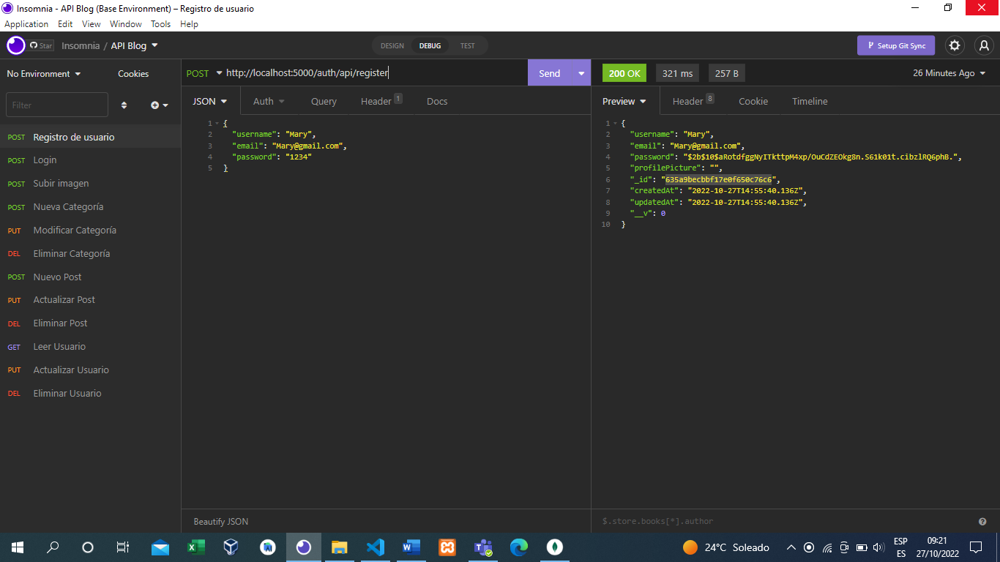 Insomnia - API Blog (Base Environment) – Registro de usuario
Application Edit View Window Tools Help
Star Insomnia / API Blog DESIGN DEBUG TEST Setup Git Sync
No Environment Cookies POST http://localhost:5000/auth/api/register Send 200 OK 321 ms 257 B 26 Minutes Ago
Filter
JSON Auth Query Header 1 Docs
Preview Header 8 Cookie Timeline
POST Registro de usuario
POST Login
POST Subir imagen
POST Nueva Categoría
PUT Modificar Categoría
DEL Eliminar Categoría
POST Nuevo Post
PUT Actualizar Post
DEL Eliminar Post
GET Leer Usuario
PUT Actualizar Usuario
DEL Eliminar Usuario
1 {
2 "username": "Mary",
3 "email": "Mary@gmail.com",
4 "password": "1234"
5 }
1 {
2 "username": "Mary",
3 "email": "Mary@gmail.com",
4 "password": "$2b$10$aRotdfggNyITkttpM4xp/OuCdZEOkg8n.S61k01t.cibzlRQ6phB.",
5 "profilePicture": "",
6 "_id": "635a9becbbf17e0f650c76c6",
7 "createdAt": "2022-10-27T14:55:40.136Z",
8 "updatedAt": "2022-10-27T14:55:40.136Z",
9 "__v": 0
10 }
Beautify JSON
$.store.books[*].author
24°C Soleado
ESP
ES
09:21
27/10/2022